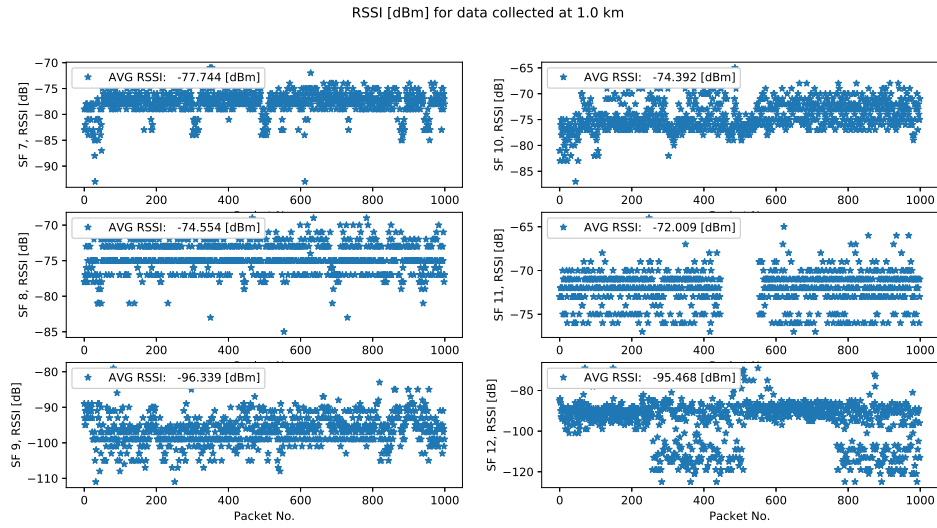 RSSI [dBm] for data collected at 1.0 km
−70
−75
−80
−85
−90
SF 7, RSSI [dB]
AVG RSSI: -77.744 [dBm]
0 200 400 600 800 1000
−65
−70
−75
−80
−85
SF 10, RSSI [dB]
AVG RSSI: -74.392 [dBm]
0 200 400 600 800 1000
−70
−75
−80
−85
SF 8, RSSI [dB]
AVG RSSI: -74.554 [dBm]
0 200 400 600 800 1000
−65
−70
−75
SF 11, RSSI [dB]
AVG RSSI: -72.009 [dBm]
0 200 400 600 800 1000
−80
−90
−100
−110
SF 9, RSSI [dB]
AVG RSSI: -96.339 [dBm]
0 200 400 600 800 1000
Packet No.
−80
−100
−120
SF 12, RSSI [dB]
AVG RSSI: -95.468 [dBm]
0 200 400 600 800 1000
Packet No.